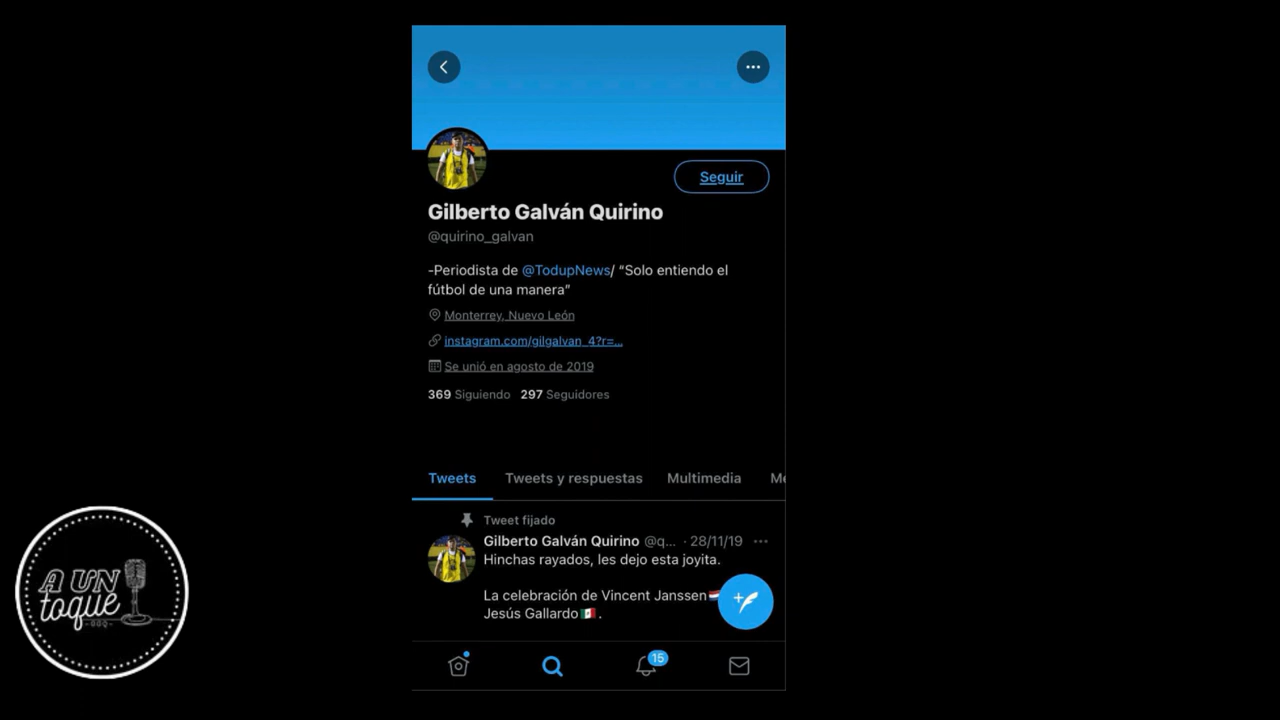 Seguir
Gilberto Galván Quirino
@quirino_galvan
-Periodista de @TodupNews/ "Solo entiendo el
fútbol de una manera"
Monterrey, Nuevo León
instagram.com/gilgalvan_4?r=...
Se unió en agosto de 2019
369 Siguiendo 297 Seguidores
Tweets Tweets y respuestas Multimedia Me
Tweet fijado
Gilberto Galván Quirino @q... · 28/11/19
Hinchas rayados, les dejo esta joyita.
La celebración de Vincent Janssen
Jesús Gallardo🇲🇽.
15
A UN
toque